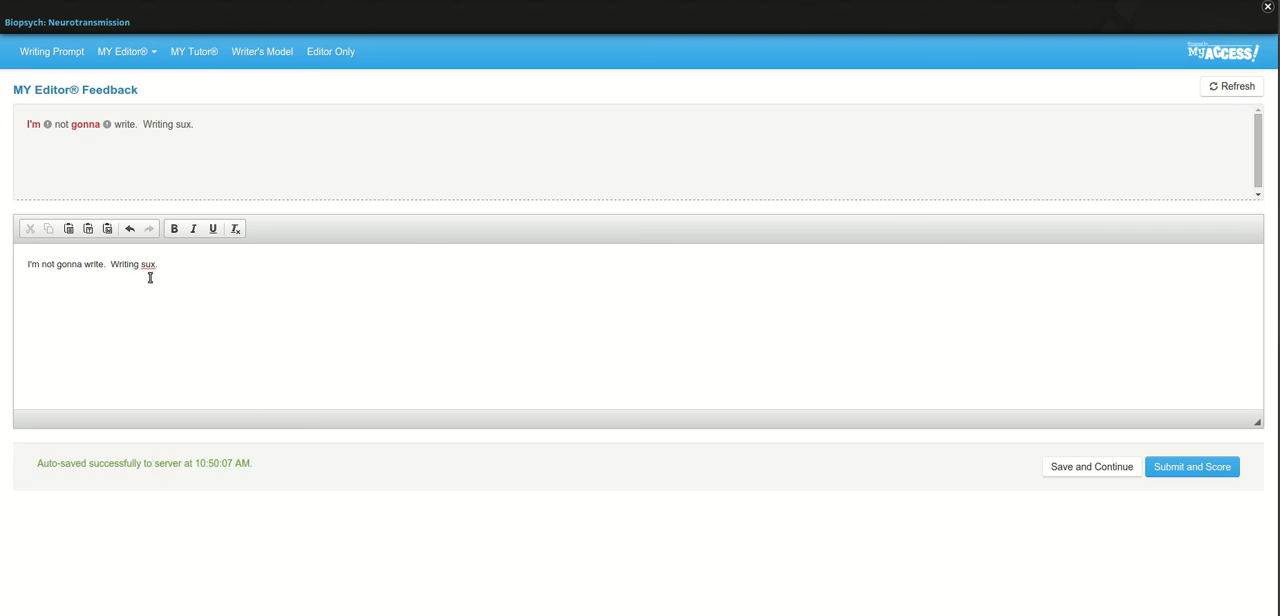 Biopsych: Neurotransmission
Writing Prompt MY Editor® MY Tutor® Writer's Model Editor Only
MY ACCESS!
MY Editor® Feedback
Refresh
I'm not gonna write.  Writing sux.
B I U Tx
I'm not gonna write.  Writing sux.
Auto-saved successfully to server at 10:50:07 AM.
Save and Continue Submit and Score